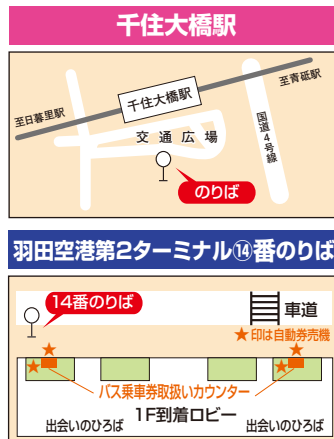 千住大橋駅
至青砥駅
千住大橋駅
至日暮里駅
交通広場
国道4号線
のりば
羽田空港第2ターミナル⑭番のりば
14番のりば
車道
★印は自動券売機
バス乗車券取扱いカウンター
1F到着ロビー
出会いのひろば
出会いのひろば